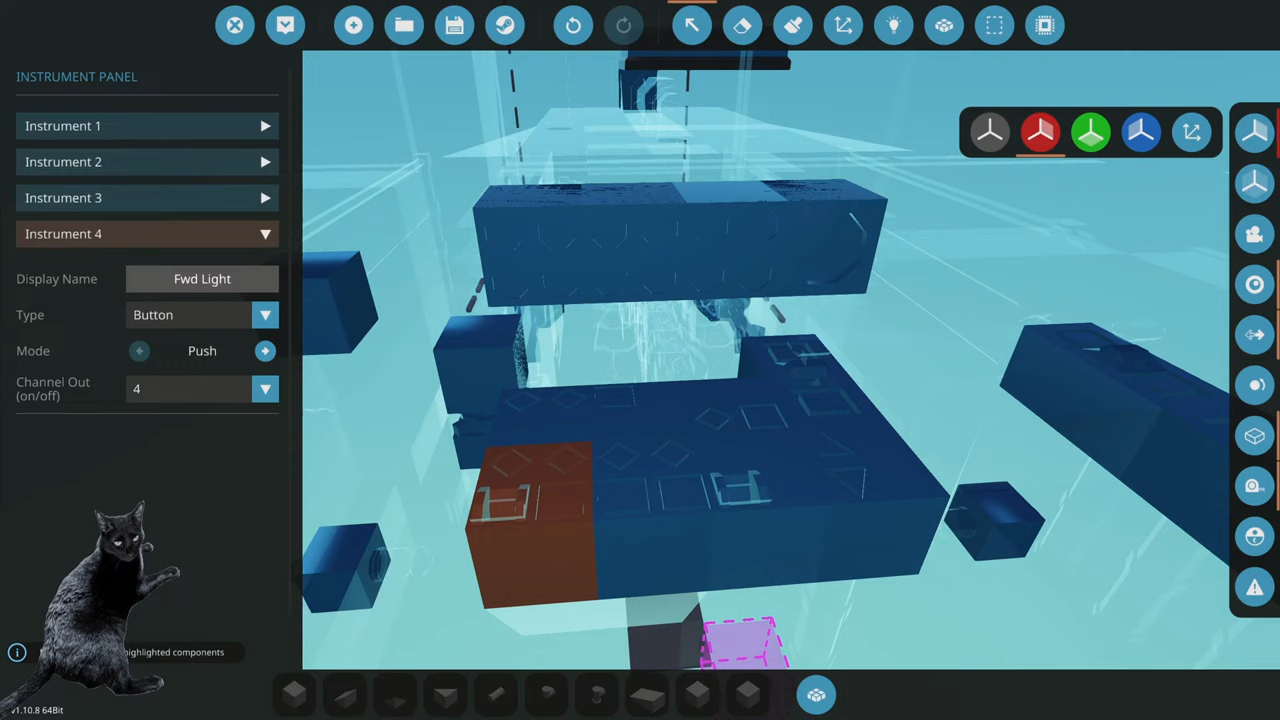 INSTRUMENT PANEL
Instrument 1
Instrument 2
Instrument 3
Instrument 4
Display Name Fwd Light
Type Button
Mode Push
Channel Out
(on/off) 4
highlighted components
v1.10.8 64Bit